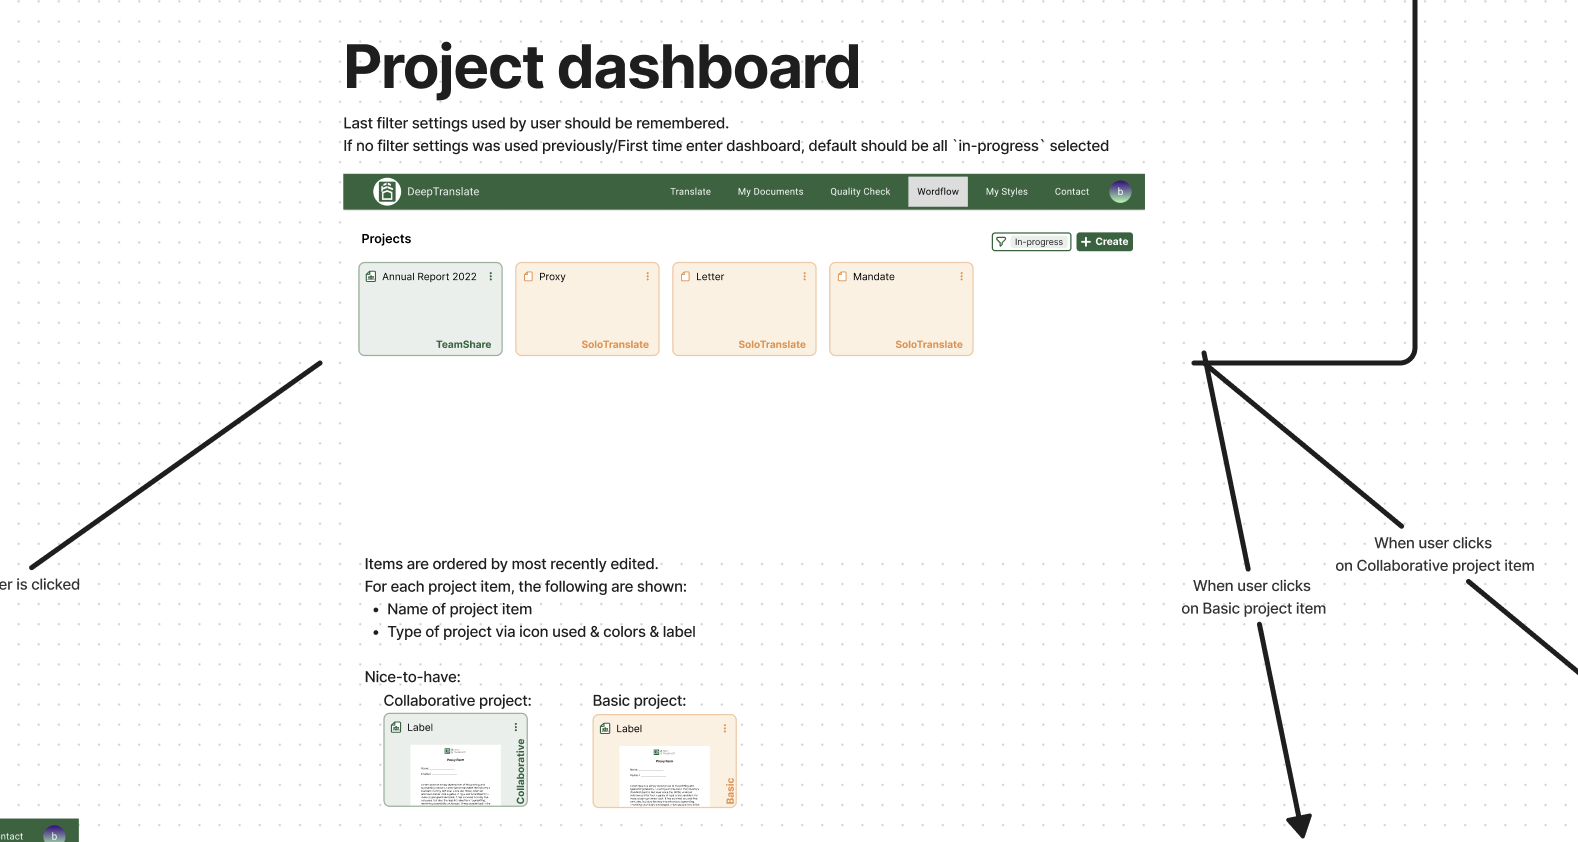 Project dashboard
Last filter settings used by user should be remembered.
If no filter settings was used previously/First time enter dashboard, default should be all `in-progress` selected
DeepTranslate
Translate
My Documents
Quality Check
Wordflow
My Styles
Contact
b
Projects
In-progress
+ Create
Annual Report 2022
TeamShare
Proxy
SoloTranslate
Letter
SoloTranslate
Mandate
SoloTranslate
er is clicked
When user clicks
on Collaborative project item
When user clicks
on Basic project item
Items are ordered by most recently edited.
For each project item, the following are shown:
• Name of project item
• Type of project via icon used & colors & label
Nice-to-have:
Collaborative project:
Label
Proxy Form
Collaborative
Basic project:
Label
Proxy Form
Basic
ntact
b